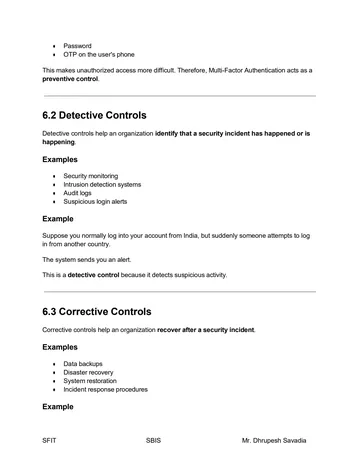 Password
OTP on the user's phone
This makes unauthorized access more difficult. Therefore, Multi-Factor Authentication acts as a
preventive control.
6.2 Detective Controls
Detective controls help an organization identify that a security incident has happened or is
happening.
Examples
Security monitoring
Intrusion detection systems
Audit logs
Suspicious login alerts
Example
Suppose you normally log into your account from India, but suddenly someone attempts to log
in from another country.
The system sends you an alert.
This is a detective control because it detects suspicious activity.
6.3 Corrective Controls
Corrective controls help an organization recover after a security incident.
Examples
Data backups
Disaster recovery
System restoration
Incident response procedures
Example
SFIT SBIS Mr. Dhrupesh Savadia